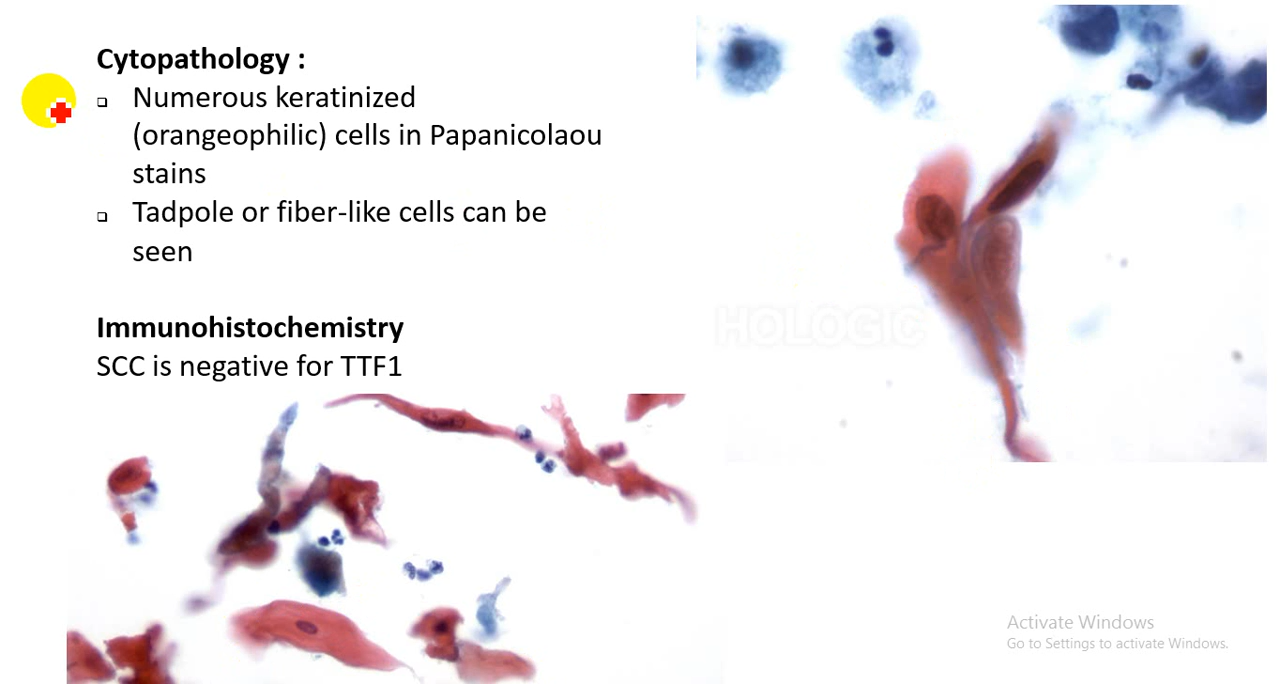 Cytopathology :
Numerous keratinized
(orangeophilic) cells in Papanicolaou
stains
Tadpole or fiber-like cells can be
seen
Immunohistochemistry
SCC is negative for TTF1
HOLOGIC
Activate Windows
Go to Settings to activate Windows.